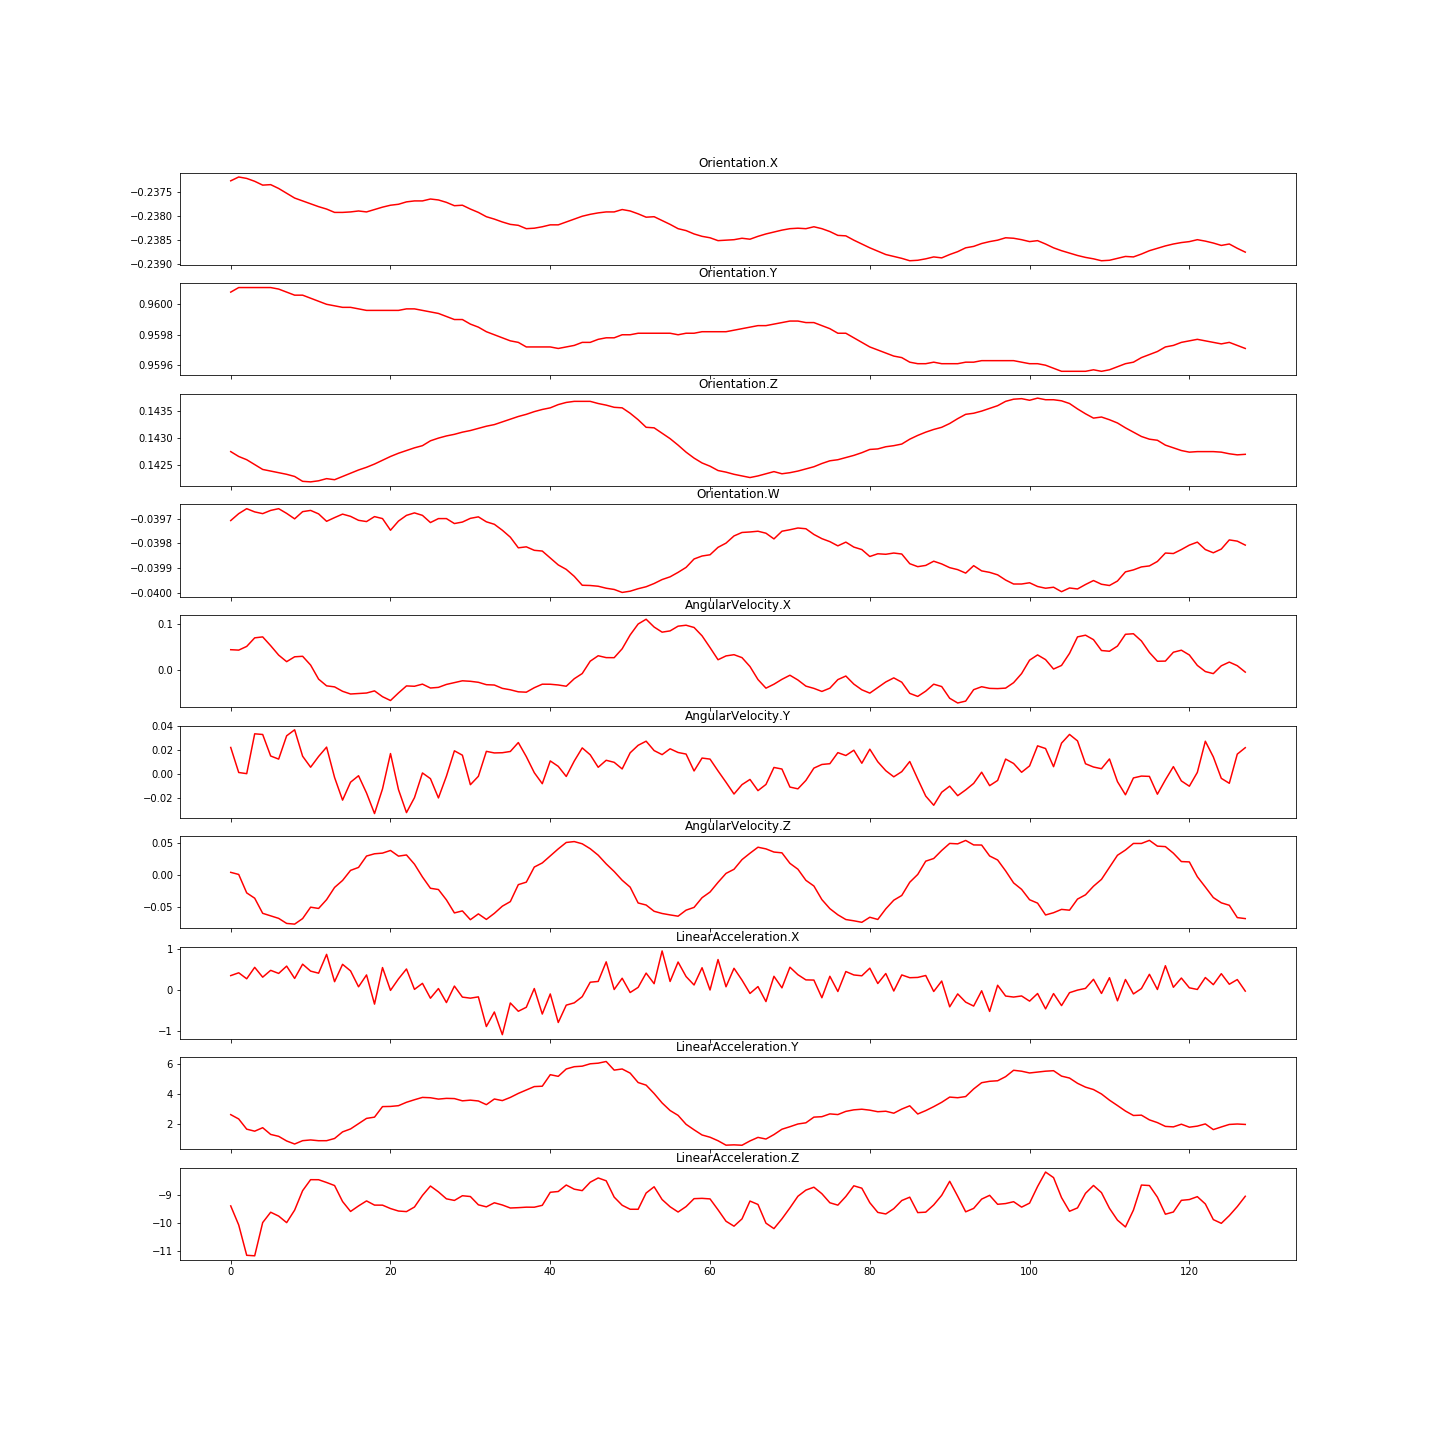 Orientation.X
−0.2375
−0.2380
−0.2385
−0.2390
Orientation.Y
0.9600
0.9598
0.9596
Orientation.Z
0.1435
0.1430
0.1425
Orientation.W
−0.0397
−0.0398
−0.0399
−0.0400
AngularVelocity.X
0.1
0.0
AngularVelocity.Y
0.04
0.02
0.00
−0.02
AngularVelocity.Z
0.05
0.00
−0.05
LinearAcceleration.X
1
0
−1
LinearAcceleration.Y
6
4
2
LinearAcceleration.Z
−9
−10
−11
0 20 40 60 80 100 120